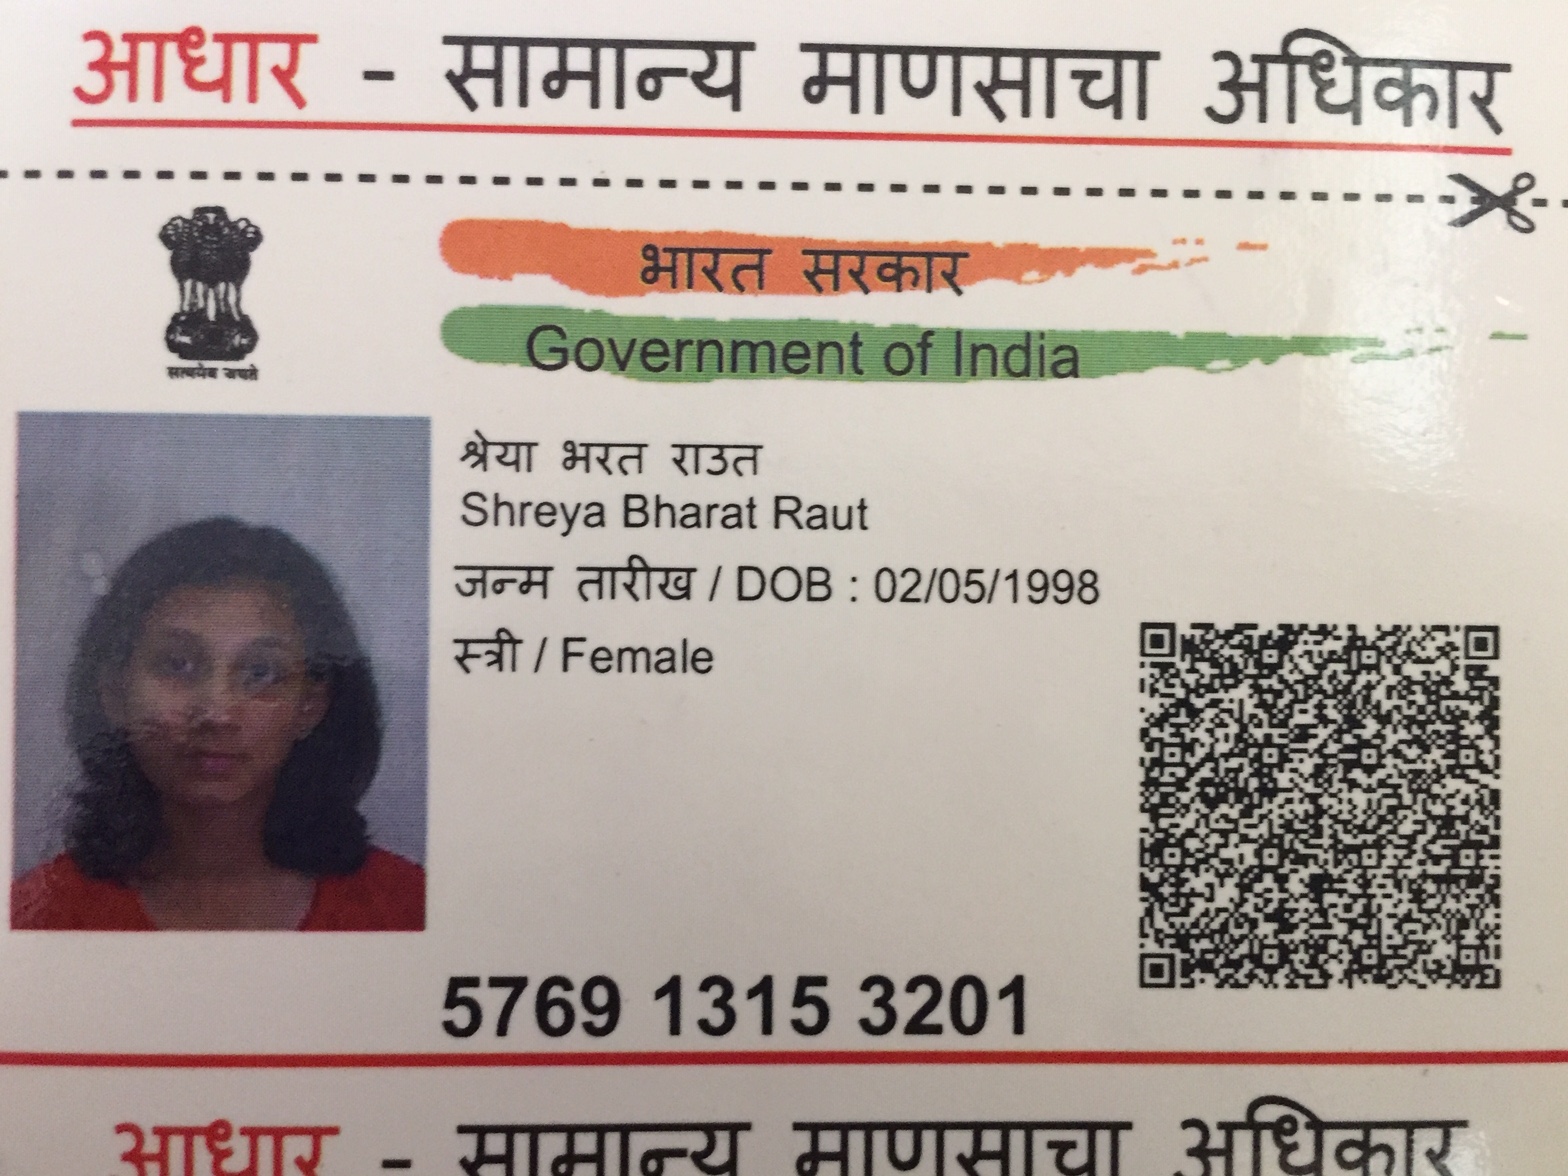 आधार - सामान्य माणसाचा अधिकार
सत्यमेव जयते
भारत सरकार
Government of India
श्रेया भरत राउत
Shreya Bharat Raut
जन्म तारीख / DOB : 02/05/1998
स्त्री / Female
5769 1315 3201
आधार - सामान्य माणसाचा अधिकार